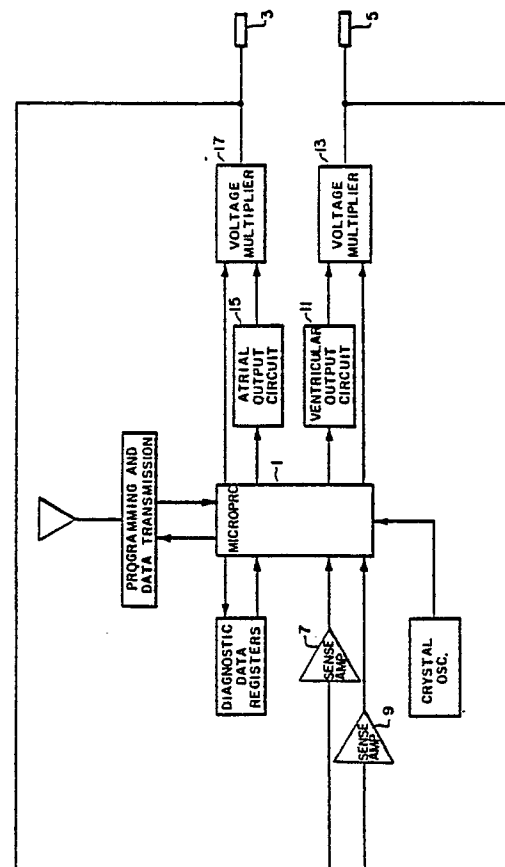 3
5
17
13
VOLTAGE
MULTIPLIER
VOLTAGE
MULTIPLIER
15
11
ATRIAL
OUTPUT
CIRCUIT
VENTRICULAR
OUTPUT
CIRCUIT
PROGRAMMING AND
DATA TRANSMISSION
1
MICROPRC
DIAGNOSTIC
DATA
REGISTERS
7
SENSE
AMP
9
SENSE
AMP
CRYSTAL
OSC.